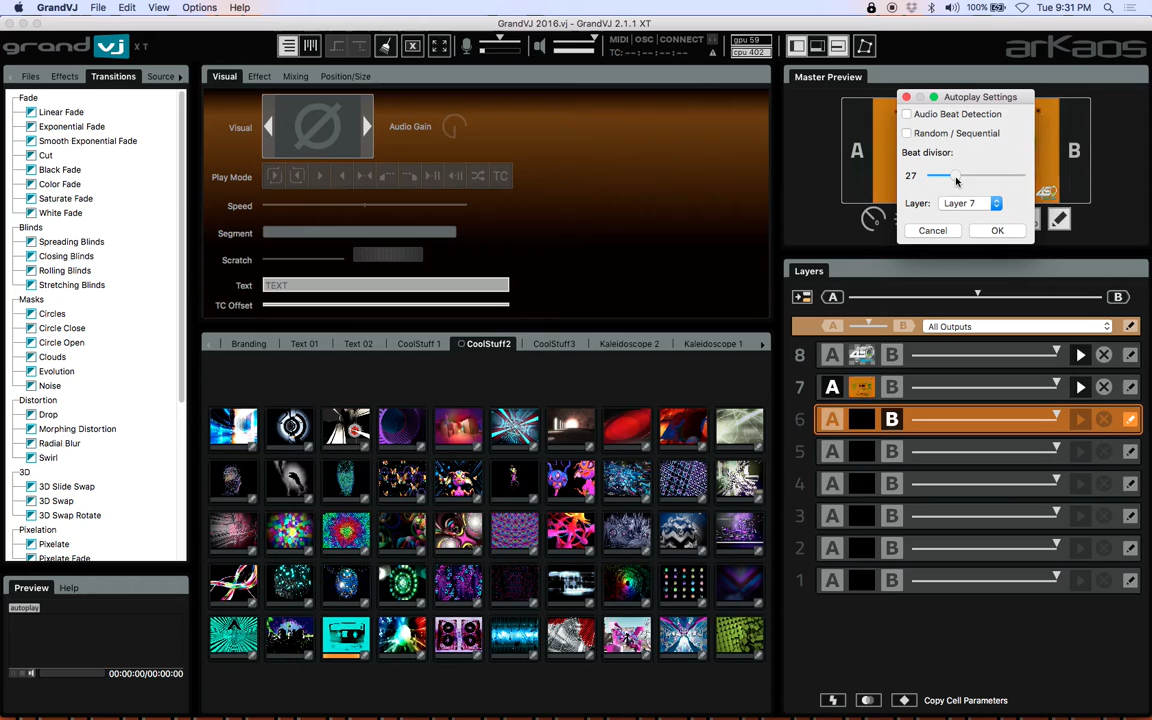 GrandVJ File Edit View Options Help 100% Tue 9:31 PM
GrandVJ 2016.vj - GrandVJ 2.1.1 XT
grand vj XT
MIDI OSC CONNECT
TC:--:--:--:--
gpu 59
cpu 402
arKaos
Files Effects Transitions Source
Fade
Linear Fade
Exponential Fade
Smooth Exponential Fade
Cut
Black Fade
Color Fade
Saturate Fade
White Fade
Blinds
Spreading Blinds
Closing Blinds
Rolling Blinds
Stretching Blinds
Masks
Circles
Circle Close
Circle Open
Clouds
Evolution
Noise
Distortion
Drop
Morphing Distortion
Radial Blur
Swirl
3D
3D Slide Swap
3D Swap
3D Swap Rotate
Pixelation
Pixelate
Pixelate Fade
Preview Help
autoplay
00:00:00/00:00:00
Visual Effect Mixing Position/Size
Visual
Audio Gain
Play Mode
TC
Speed
Segment
Scratch
Text
TEXT
TC Offset
Branding Text 01 Text 02 CoolStuff 1 CoolStuff2 CoolStuff3 Kaleidoscope 2 Kaleidoscope 1
Master Preview
A
B
Autoplay Settings
Audio Beat Detection
Random / Sequential
Beat divisor:
27
Layer: Layer 7
Cancel OK
Layers
A B
A B All Outputs
8 A B
7 A B
6 A B
5 A B
4 A B
3 A B
2 A B
1 A B
Copy Cell Parameters